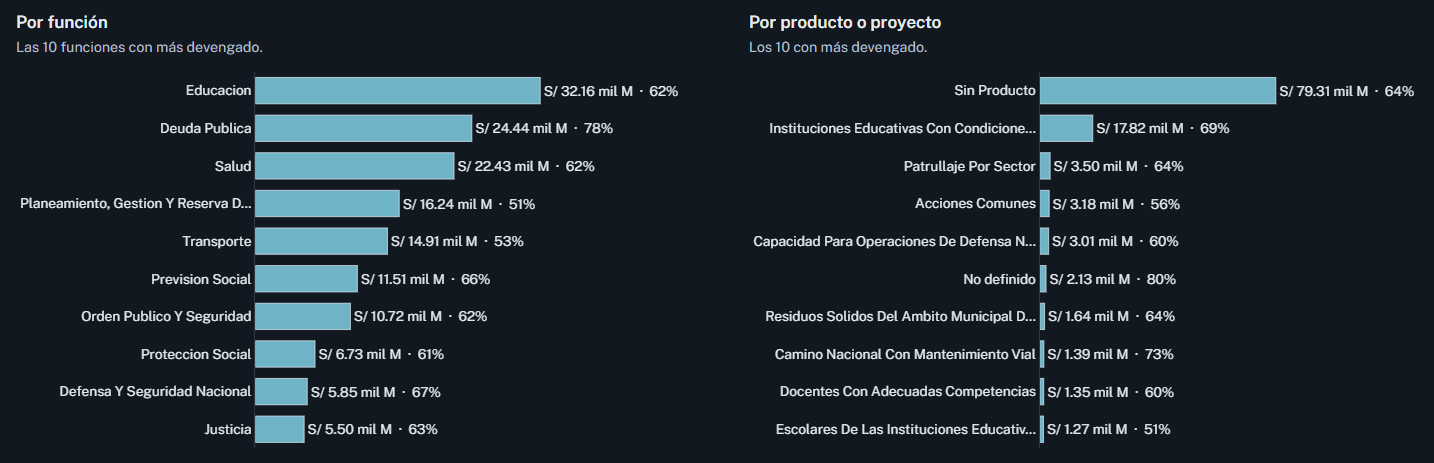 Por función
Las 10 funciones con más devengado.
Educacion S/ 32.16 mil M · 62%
Deuda Publica S/ 24.44 mil M · 78%
Salud S/ 22.43 mil M · 62%
Planeamiento, Gestion Y Reserva D... S/ 16.24 mil M · 51%
Transporte S/ 14.91 mil M · 53%
Prevision Social S/ 11.51 mil M · 66%
Orden Publico Y Seguridad S/ 10.72 mil M · 62%
Proteccion Social S/ 6.73 mil M · 61%
Defensa Y Seguridad Nacional S/ 5.85 mil M · 67%
Justicia S/ 5.50 mil M · 63%
Por producto o proyecto
Los 10 con más devengado.
Sin Producto S/ 79.31 mil M · 64%
Instituciones Educativas Con Condicione... S/ 17.82 mil M · 69%
Patrullaje Por Sector S/ 3.50 mil M · 64%
Acciones Comunes S/ 3.18 mil M · 56%
Capacidad Para Operaciones De Defensa N... S/ 3.01 mil M · 60%
No definido S/ 2.13 mil M · 80%
Residuos Solidos Del Ambito Municipal D... S/ 1.64 mil M · 64%
Camino Nacional Con Mantenimiento Vial S/ 1.39 mil M · 73%
Docentes Con Adecuadas Competencias S/ 1.35 mil M · 60%
Escolares De Las Instituciones Educativ... S/ 1.27 mil M · 51%